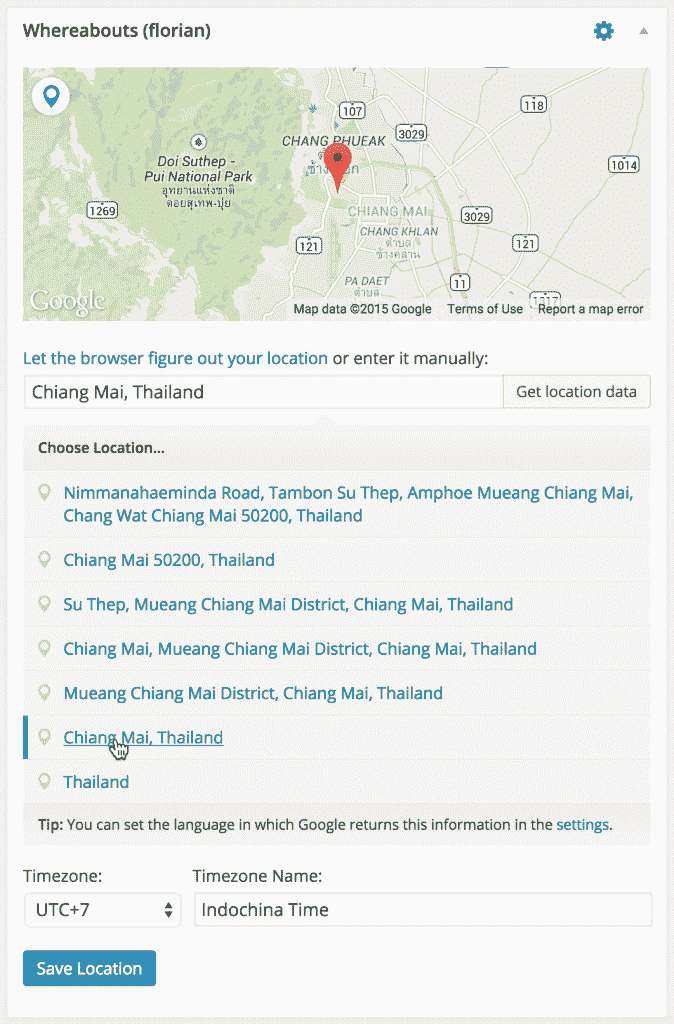 Whereabouts (florian)
107
118
CHANG PHUEAK
3029
1014
Doi Suthep -
Pui National Park
อุทยานแห่งชาติ
ดอยสุเทพ-ปุย
1269
CHIANG MAI
3029
CHANG KHLAN
ตำบล
ช้างคลาน
121
121
PA DAET
ตำบล
11
1317
Google
Map data ©2015 Google Terms of Use Report a map error
Let the browser figure out your location or enter it manually:
Chiang Mai, Thailand Get location data
Choose Location...
Nimmanahaeminda Road, Tambon Su Thep, Amphoe Mueang Chiang Mai,
Chang Wat Chiang Mai 50200, Thailand
Chiang Mai 50200, Thailand
Su Thep, Mueang Chiang Mai District, Chiang Mai, Thailand
Chiang Mai, Mueang Chiang Mai District, Chiang Mai, Thailand
Mueang Chiang Mai District, Chiang Mai, Thailand
Chiang Mai, Thailand
Thailand
Tip: You can set the language in which Google returns this information in the settings.
Timezone: Timezone Name:
UTC+7 Indochina Time
Save Location